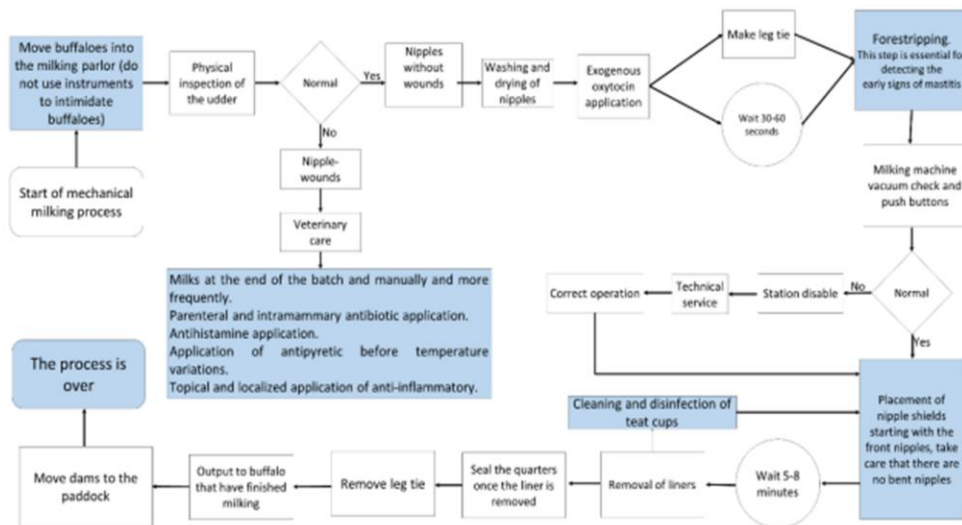 Move buffaloes into
the milking parlor (do
not use instruments
to intimidate
buffaloes)
Start of mechanical
milking process
Physical
inspection of
the udder
Normal
Yes
No
Nipples
without
wounds
Washing and
drying of
nipples
Exogenous
oxytocin
application
Make leg tie
Wait 30-60
seconds
Forestripping.
This step is essential fo
detecting the
early signs of mastitis
Nipple-
wounds
Veterinary
care
Milks at the end of the batch and manually and more
frequently.
Parenteral and intramammary antibiotic application.
Antihistamine application.
Application of antipyretic before temperature
variations.
Topical and localized application of anti-inflammatory.
Milking machine
vacuum check and
push buttons
Normal
No
Yes
Station disable
Technical
service
Correct operation
Placement of
nipple shields
starting with the
front nipples, take
care that there are
no bent nipples
Cleaning and disinfection of
teat cups
Wait 5-8
minutes
Removal of liners
Seal the quarters
once the liner is
removed
Remove leg tie
Output to buffalo
that have finished
milking
Move dams to the
paddock
The process is
over